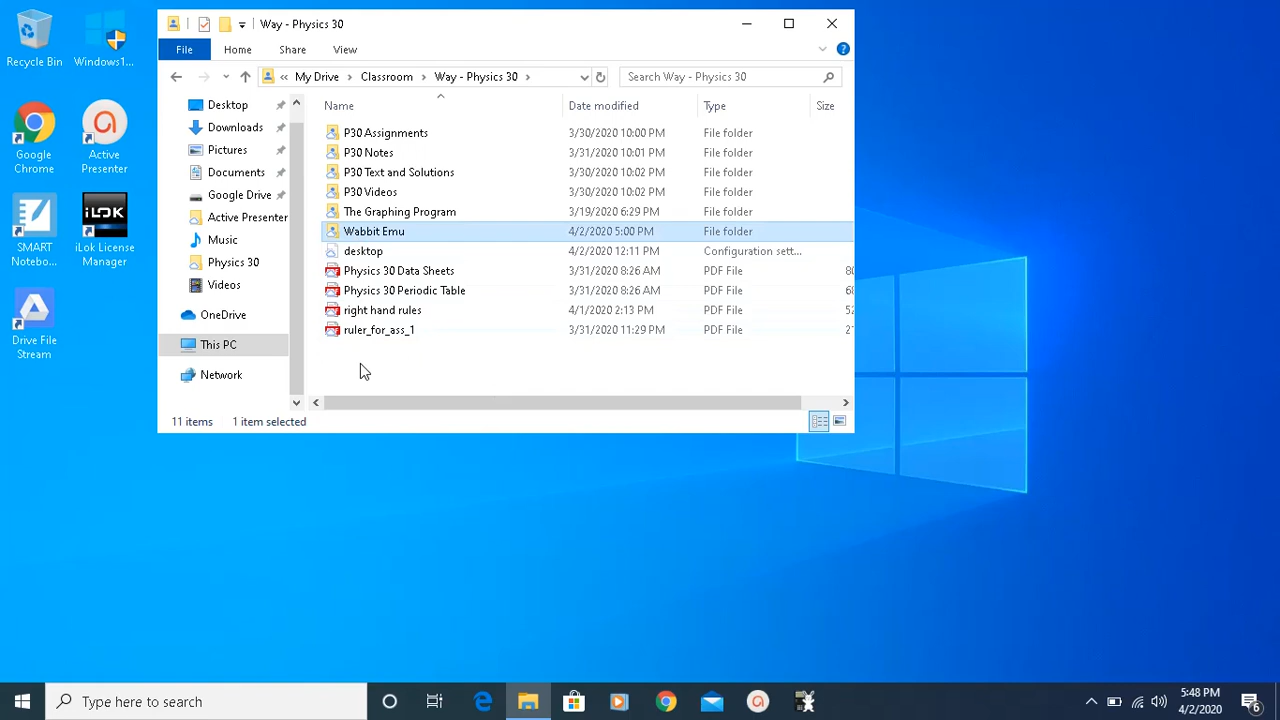 Way - Physics 30
File Home Share View
« My Drive > Classroom > Way - Physics 30 > Search Way - Physics 30
Name Date modified Type Size
P30 Assignments 3/30/2020 10:00 PM File folder
P30 Notes 3/31/2020 10:01 PM File folder
P30 Text and Solutions 3/30/2020 10:02 PM File folder
P30 Videos 3/30/2020 10:02 PM File folder
The Graphing Program 3/19/2020 6:29 PM File folder
Wabbit Emu 4/2/2020 5:00 PM File folder
desktop 4/2/2020 12:11 PM Configuration sett...
Physics 30 Data Sheets 3/31/2020 8:26 AM PDF File 80
Physics 30 Periodic Table 3/31/2020 8:26 AM PDF File 68
right hand rules 4/1/2020 2:13 PM PDF File 52
ruler_for_ass_1 3/31/2020 11:29 PM PDF File 21
Desktop
Downloads
Pictures
Documents
Google Drive
Active Presenter
Music
Physics 30
Videos
OneDrive
This PC
Network
11 items 1 item selected
Recycle Bin
Windows1...
Google
Chrome
Active
Presenter
SMART
Notebo...
iLOK
iLok License
Manager
Drive File
Stream
Type here to search
5:48 PM
4/2/2020
6